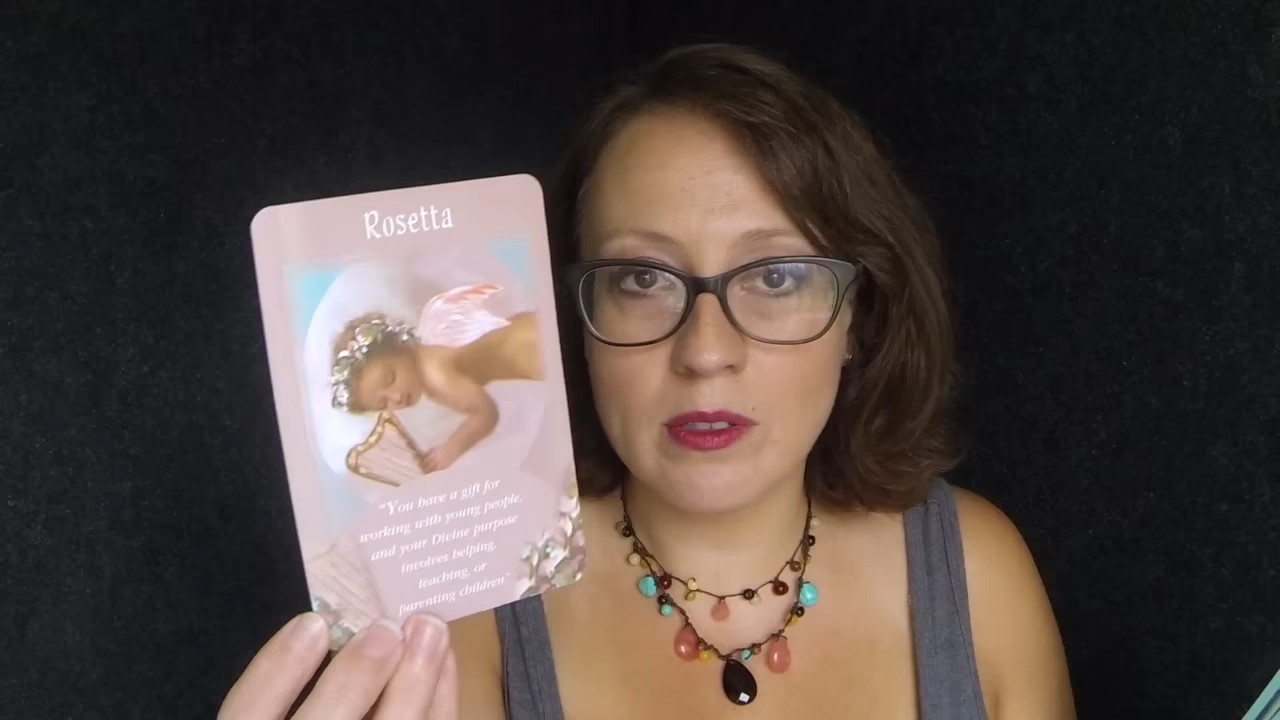 Rosetta
"You have a gift for
working with young people,
and your Divine purpose
involves helping,
teaching, or
parenting children"